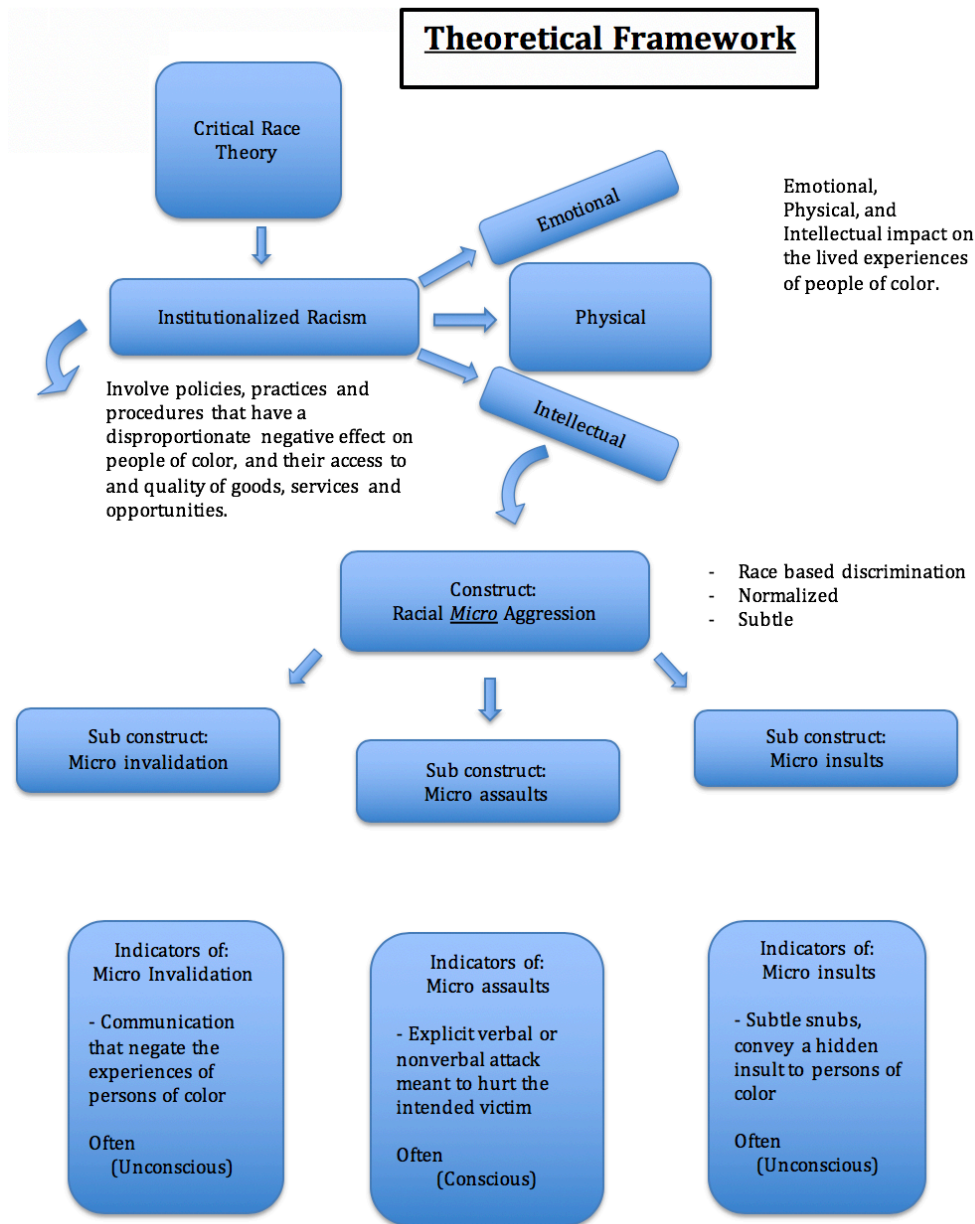 Theoretical Framework
Critical Race
Theory
Emotional
Emotional,
Physical, and
Intellectual impact on
the lived experiences
of people of color.
Institutionalized Racism
Physical
Involve policies, practices and
procedures that have a
disproportionate negative effect on
people of color, and their access to
and quality of goods, services and
opportunities.
Intellectual
Construct:
Racial Micro Aggression
- Race based discrimination
- Normalized
- Subtle
Sub construct:
Micro invalidation
Sub construct:
Micro assaults
Sub construct:
Micro insults
Indicators of:
Micro Invalidation
- Communication
that negate the
experiences of
persons of color
Often
(Unconscious)
Indicators of:
Micro assaults
- Explicit verbal or
nonverbal attack
meant to hurt the
intended victim
Often
(Conscious)
Indicators of:
Micro insults
- Subtle snubs,
convey a hidden
insult to persons of
color
Often
(Unconscious)